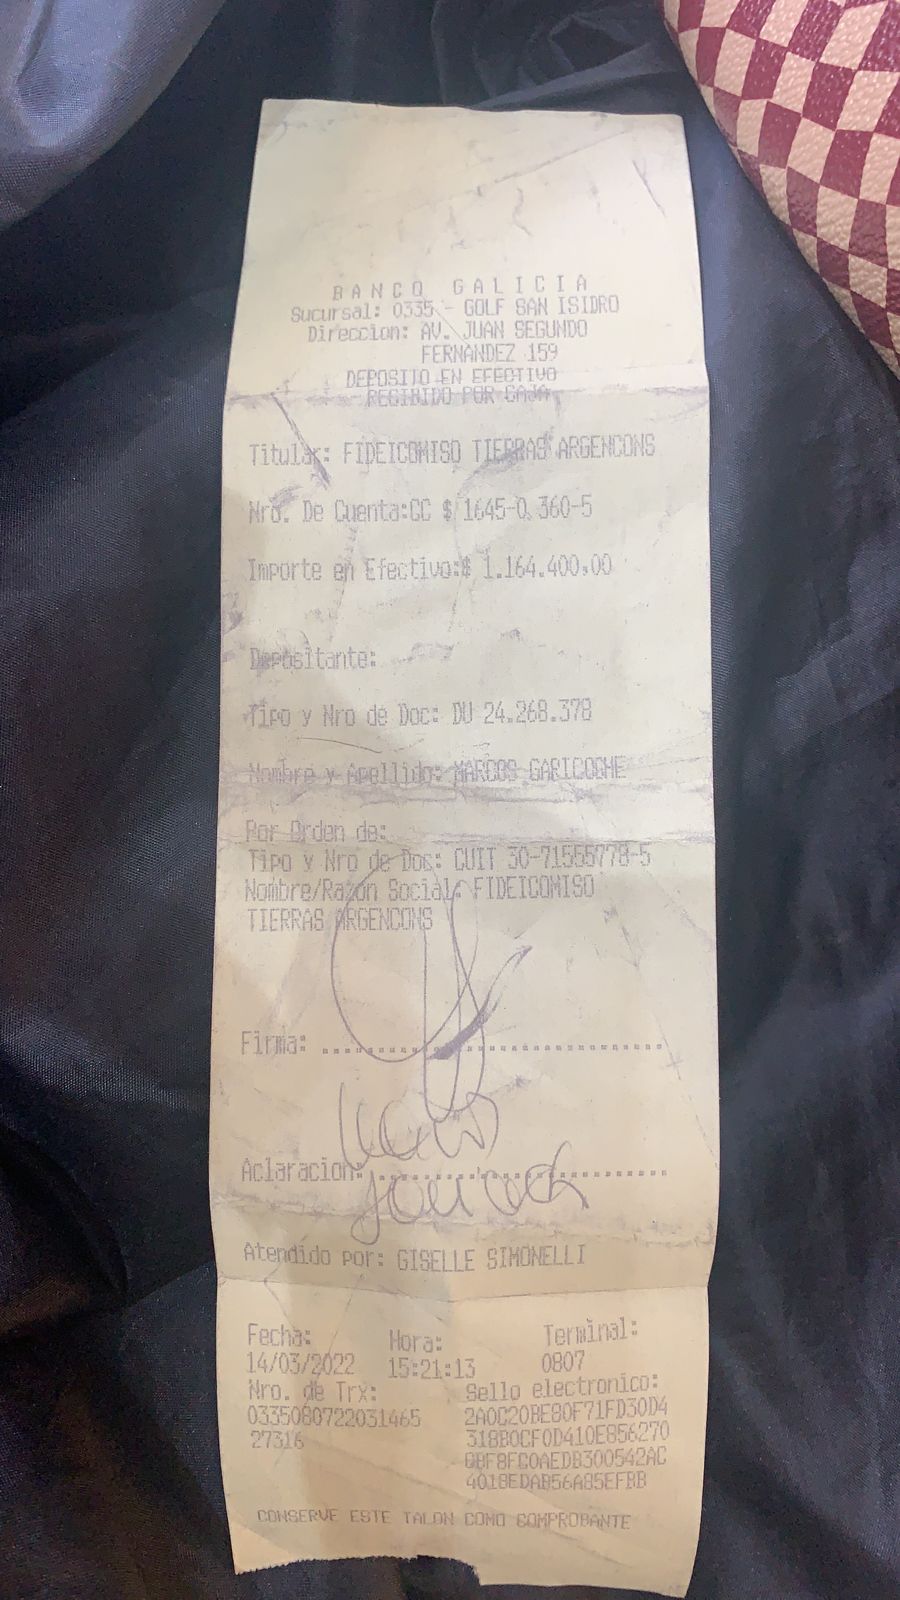 BANCO GALICIA
Sucursal: 0335 - GOLF SAN ISIDRO
Direccion: AV. JUAN SEGUNDO
FERNANDEZ 159
DEPOSITO EN EFECTIVO
RECIBIDO POR CAJA
Titular: FIDEICOMISO TIERRAS ARGENCONS
Nro. De Cuenta:CC $ 1645-0 360-5
Importe en Efectivo:$ 1.164.400,00
Depositante:
Tipo y Nro de Doc: DU 24.268.378
Nombre y Apellido: MARCOS
Por Orden de:
Tipo y Nro de Doc: CUIT 30-71555778-5
Nombre/Razón Social: FIDEICOMISO
TIERRAS ARGENCONS
Firma:
Aclaracion:
Atendido por: GISELLE SIMONELLI
Fecha: Hora: Terminal:
14/03/2022 15:21:13 0807
Nro. de Trx: Sello electronico:
0335080722031465 2A0C20BE80F71FD30D4
27316 318B0CF0D410E856270
4018EDAB56A85EFBB
CONSERVE ESTE TALON COMO COMPROBANTE